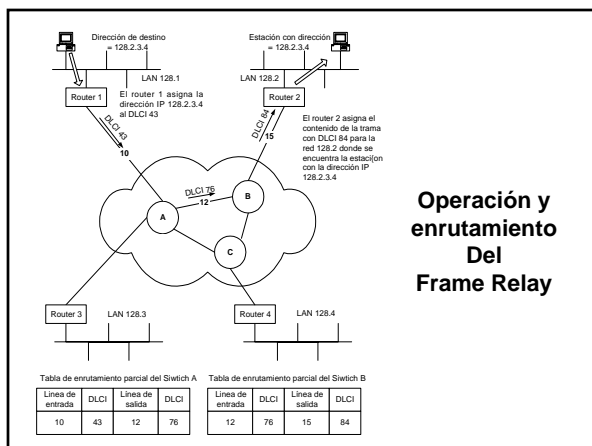 Dirección de destino
= 128.2.3.4
Estación con dirección
= 128.2.3.4
LAN 128.1
LAN 128.2
Router 1
El router 1 asigna la
dirección IP 128.2.3.4
al DLCI 43
Router 2
El router 2 asigna el
contenido de la trama
con DLCI 84 para la
red 128.2 donde se
encuentra la estaci{on
con la dirección IP
128.2.3.4
DLCI 43
10
DLCI 84
15
DLCI 76
12
A
B
C
Operación y
enrutamiento
Del
Frame Relay
Router 3
LAN 128.3
Router 4
LAN 128.4
Tabla de enrutamiento parcial del Siwtich A
Línea de entrada DLCI Línea de salida DLCI
10 43 12 76
Tabla de enrutamiento parcial del Siwtich B
Línea de entrada DLCI Línea de salida DLCI
12 76 15 84